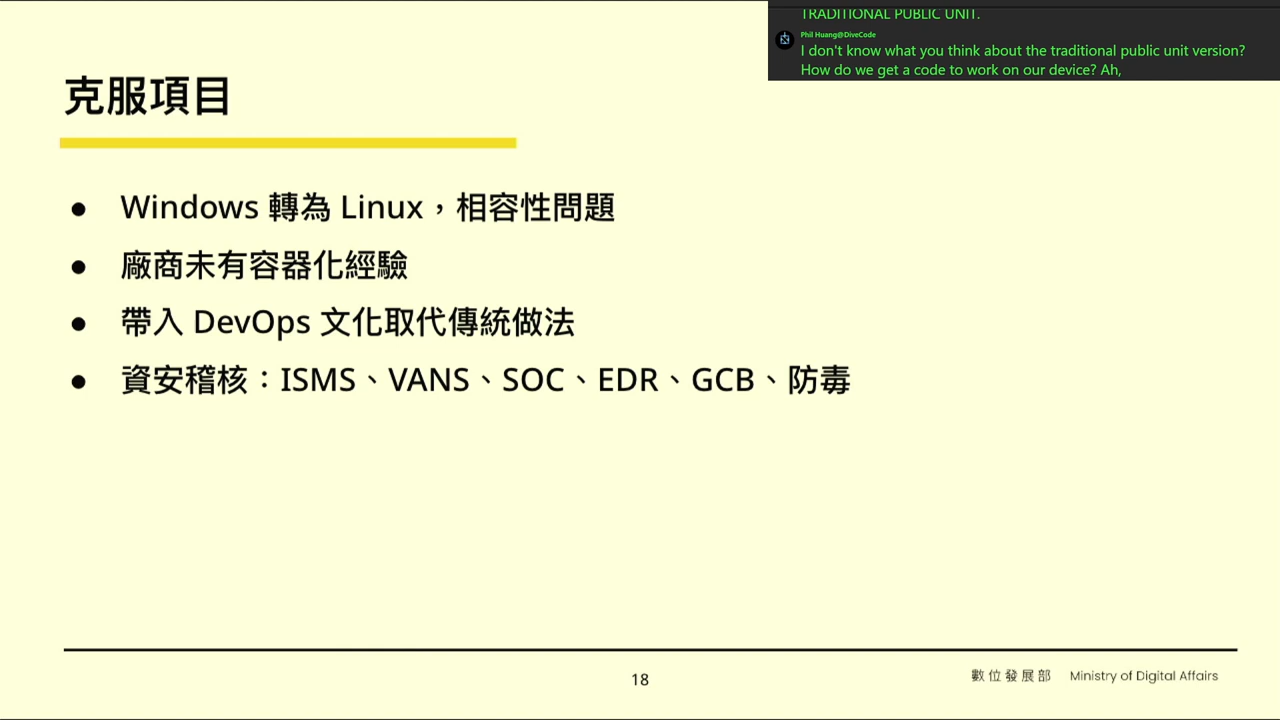 TRADITIONAL PUBLIC UNIT.
Phil Huang@DiveCode
I don't know what you think about the traditional public unit version?
How do we get a code to work on our device? Ah,
克服項目
● Windows 轉為 Linux，相容性問題
● 廠商未有容器化經驗
● 帶入 DevOps 文化取代傳統做法
● 資安稽核：ISMS、VANS、SOC、EDR、GCB、防毒
18
數位發展部 Ministry of Digital Affairs